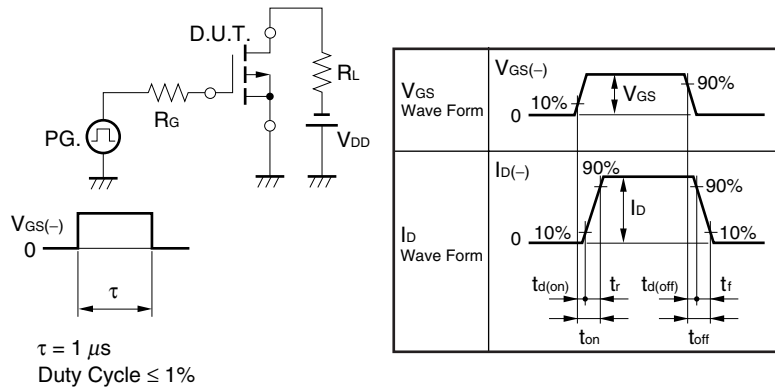 D.U.T.
RL
RG
PG.
VDD
VGS(−)
0
τ
τ = 1 μs
Duty Cycle ≤ 1%
VGS
Wave Form
VGS(−)
10%
0
VGS
90%
ID
Wave Form
ID(−)
90%
90%
ID
10%
0
10%
td(on)
tr
td(off)
tf
ton
toff